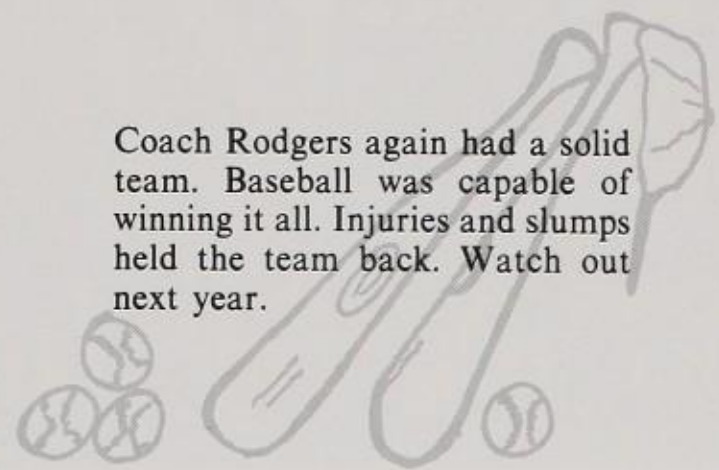 Coach Rodgers again had a solid
team. Baseball was capable of
winning it all. Injuries and slumps
held the team back. Watch out
next year.